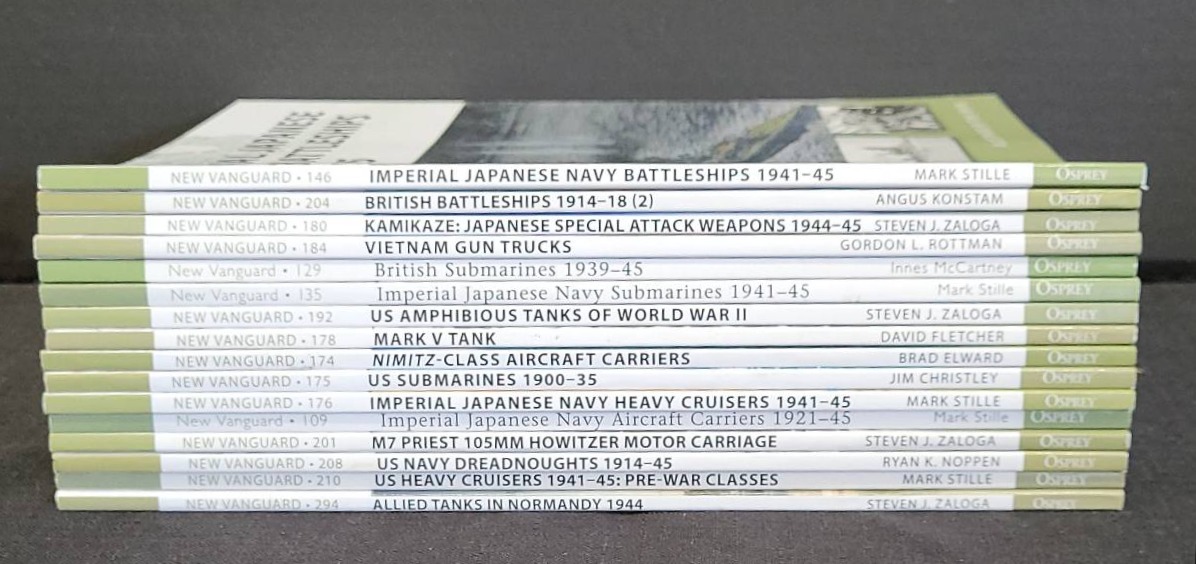 JAPANESE
NEW VANGUARD • 146 IMPERIAL JAPANESE NAVY BATTLESHIPS 1941–45 MARK STILLE OSPREY
NEW VANGUARD • 204 BRITISH BATTLESHIPS 1914–18 (2) ANGUS KONSTAM OSPREY
NEW VANGUARD • 180 KAMIKAZE: JAPANESE SPECIAL ATTACK WEAPONS 1944–45 STEVEN J. ZALOGA OSPREY
NEW VANGUARD • 184 VIETNAM GUN TRUCKS GORDON L. ROTTMAN OSPREY
New Vanguard • 129 British Submarines 1939–45 Innes McCartney OSPREY
New Vanguard • 135 Imperial Japanese Navy Submarines 1941–45 Mark Stille OSPREY
NEW VANGUARD • 192 US AMPHIBIOUS TANKS OF WORLD WAR II STEVEN J. ZALOGA OSPREY
NEW VANGUARD • 178 MARK V TANK DAVID FLETCHER OSPREY
NEW VANGUARD • 174 NIMITZ-CLASS AIRCRAFT CARRIERS BRAD ELWARD OSPREY
NEW VANGUARD • 175 US SUBMARINES 1900–35 JIM CHRISTLEY OSPREY
NEW VANGUARD • 176 IMPERIAL JAPANESE NAVY HEAVY CRUISERS 1941–45 MARK STILLE OSPREY
New Vanguard • 109 Imperial Japanese Navy Aircraft Carriers 1921–45 Mark Stille OSPREY
NEW VANGUARD • 201 M7 PRIEST 105MM HOWITZER MOTOR CARRIAGE STEVEN J. ZALOGA OSPREY
NEW VANGUARD • 208 US NAVY DREADNOUGHTS 1914–45 RYAN K. NOPPEN OSPREY
NEW VANGUARD • 210 US HEAVY CRUISERS 1941–45: PRE-WAR CLASSES MARK STILLE OSPREY
NEW VANGUARD • 294 ALLIED TANKS IN NORMANDY 1944 STEVEN J. ZALOGA OSPREY